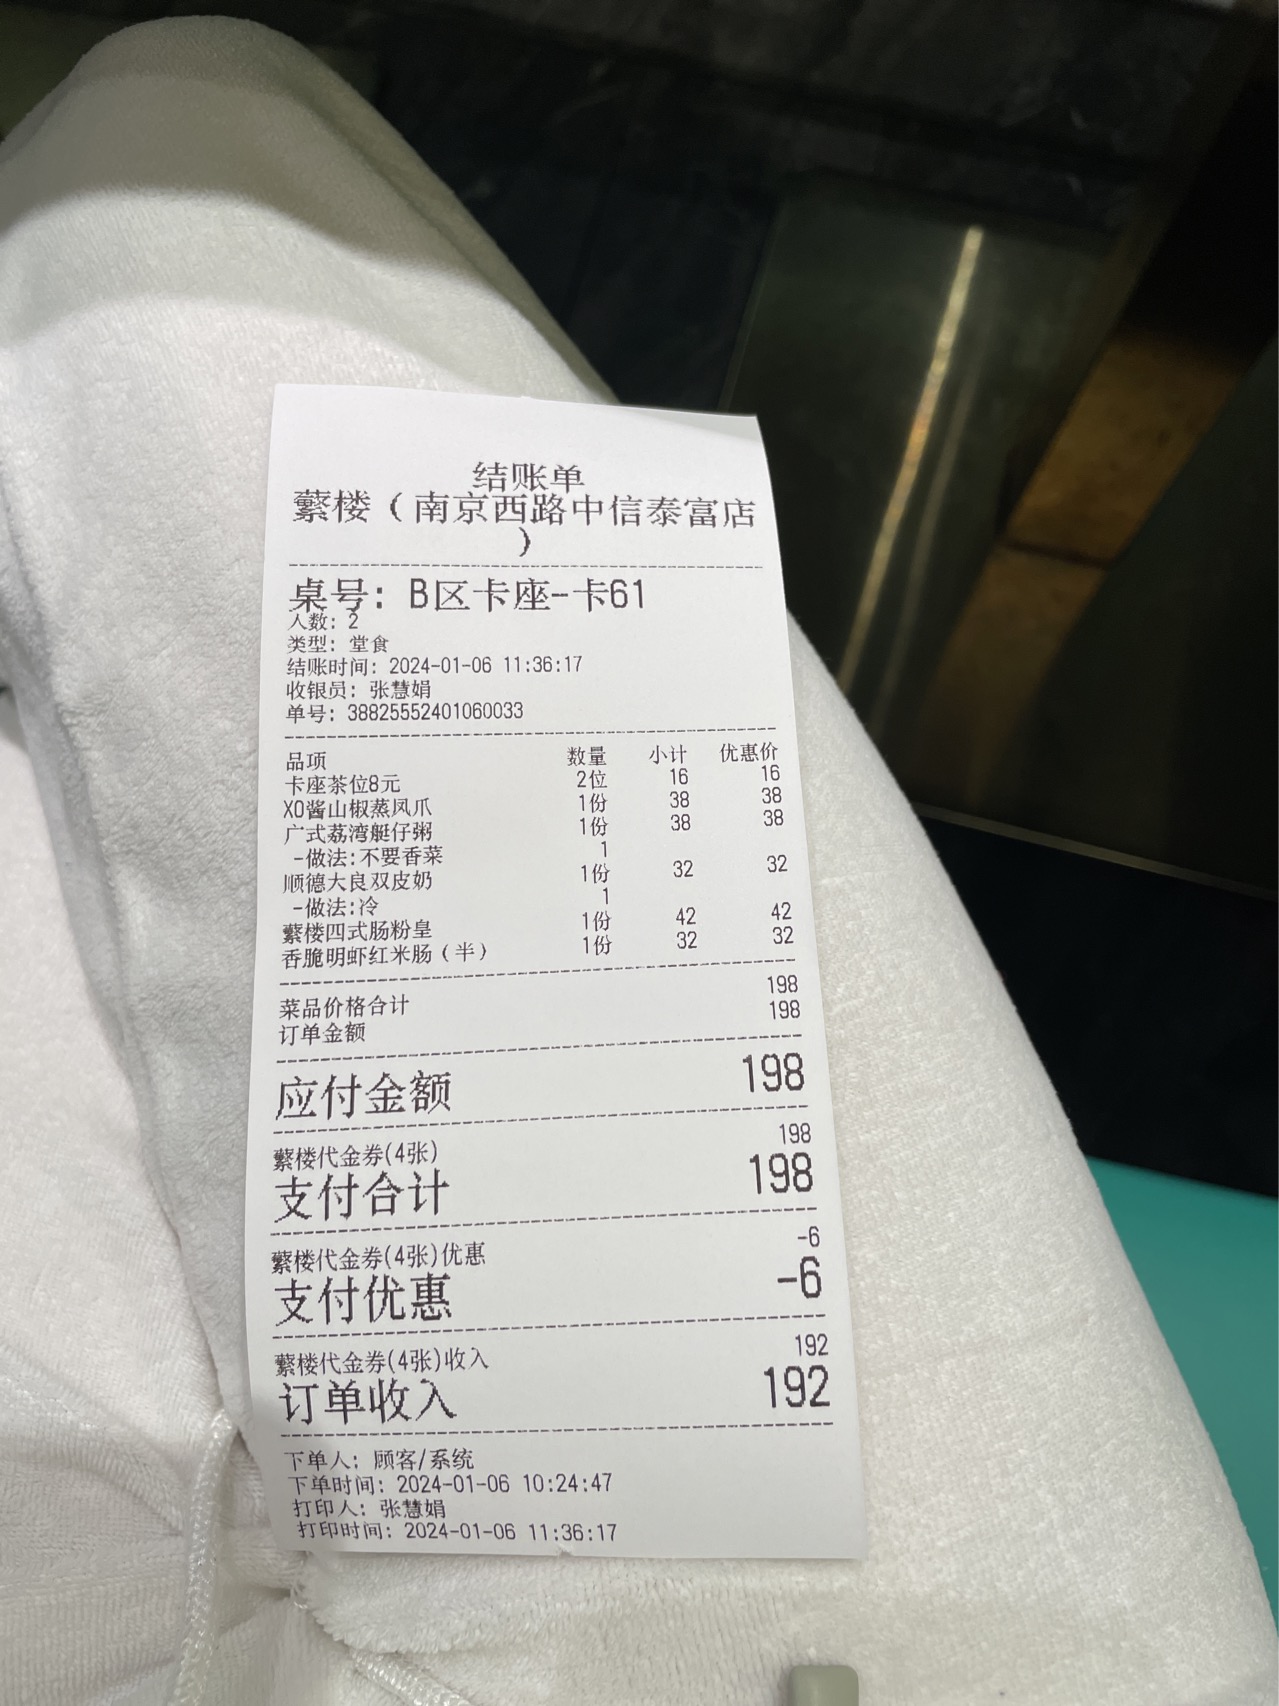 结账单
蘩楼（南京西路中信泰富店
）
桌号: B区卡座-卡61
人数: 2
类型: 堂食
结账时间: 2024-01-06 11:36:17
收银员: 张慧娟
单号: 38825552401060033
品项 数量 小计 优惠价
卡座茶位8元 2位 16 16
XO酱山椒蒸凤爪 1份 38 38
广式荔湾艇仔粥 1份 38 38
-做法:不要香菜 1
顺德大良双皮奶 1份 32 32
-做法:冷 1
蘩楼四式肠粉皇 1份 42 42
香脆明虾红米肠（半） 1份 32 32
菜品价格合计 198
订单金额 198
应付金额 198
蘩楼代金券(4张) 198
支付合计 198
蘩楼代金券(4张)优惠 -6
支付优惠 -6
蘩楼代金券(4张)收入 192
订单收入 192
下单人: 顾客/系统
下单时间: 2024-01-06 10:24:47
打印人: 张慧娟
打印时间: 2024-01-06 11:36:17